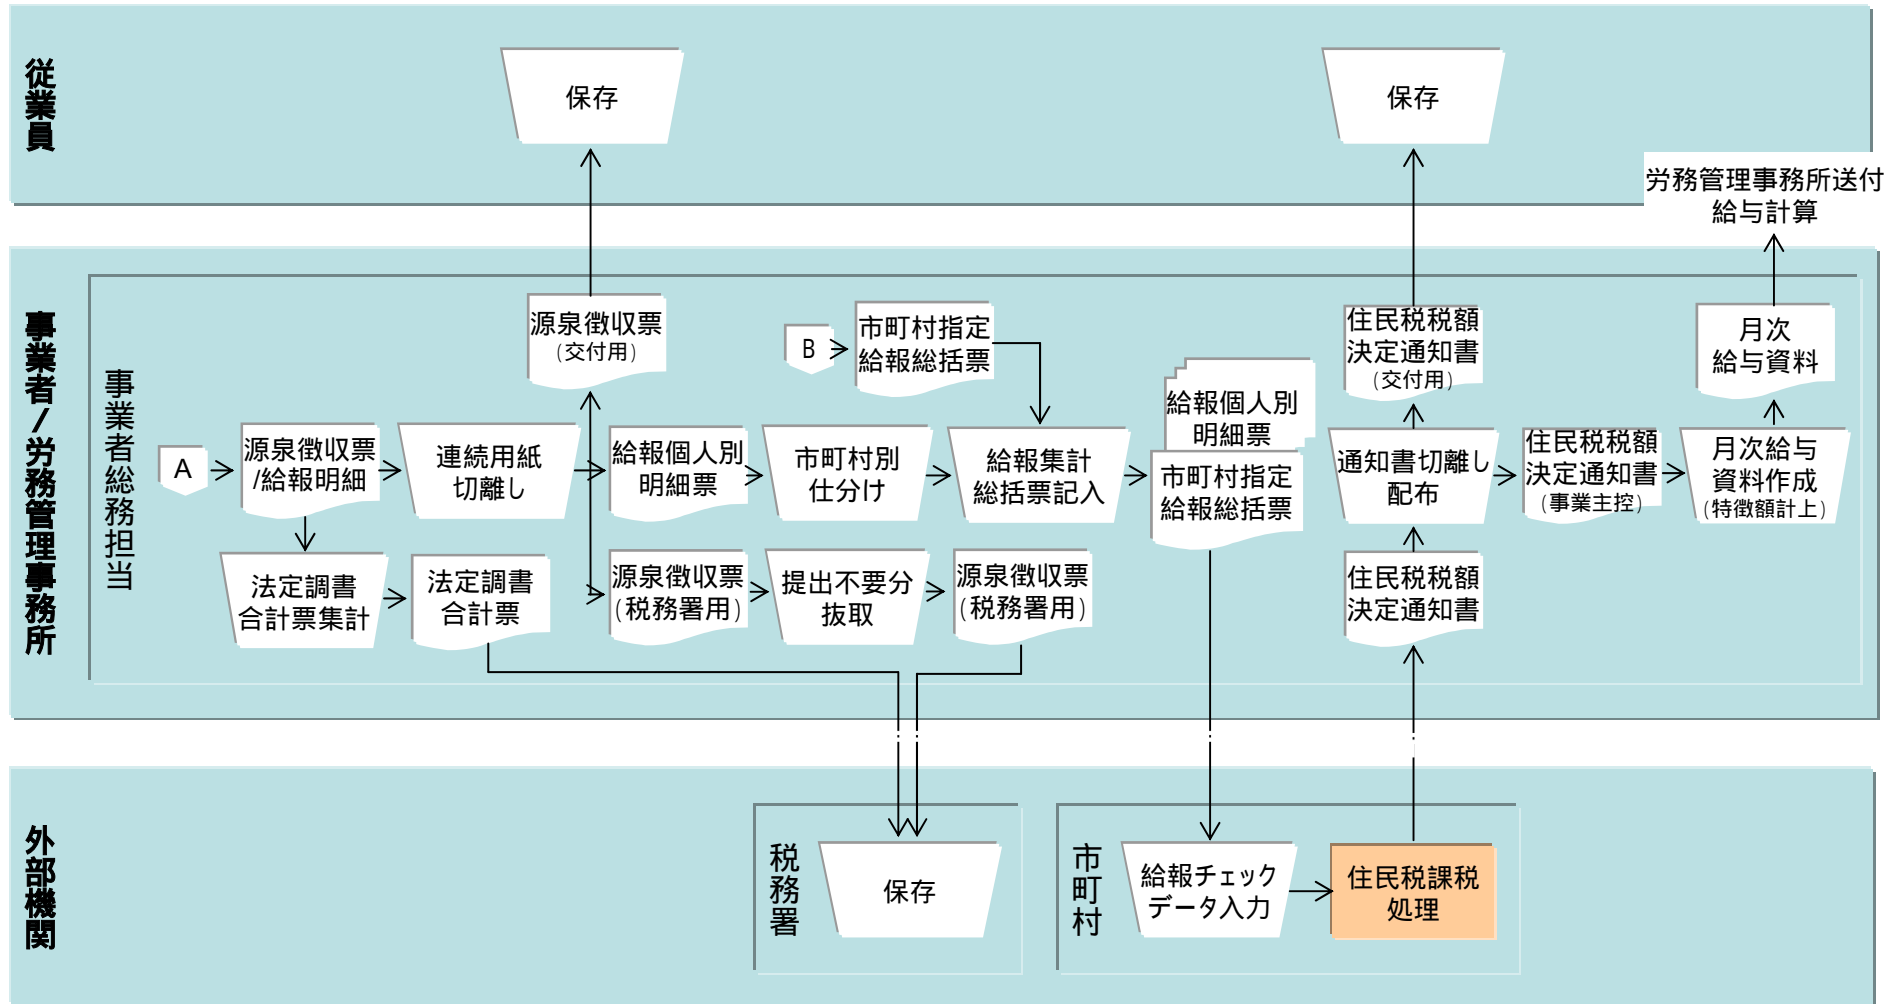 従業員
保存
保存
労務管理事務所送付
給与計算
事業者/労務管理事務所
事業者総務担当
源泉徴収票
(交付用)
B
市町村指定
給報総括票
住民税税額
決定通知書
(交付用)
月次
給与資料
A
源泉徴収票
/給報明細
連続用紙
切離し
給報個人別
明細票
市町村別
仕分け
給報集計
総括票記入
給報個人別
明細票
市町村指定
給報総括票
通知書切離し
配布
住民税税額
決定通知書
(事業主控)
月次給与
資料作成
(特徴額計上)
法定調書
合計票集計
法定調書
合計票
源泉徴収票
(税務署用)
提出不要分
抜取
源泉徴収票
(税務署用)
住民税税額
決定通知書
外部機関
税務署
保存
市町村
給報チェック
データ入力
住民税課税
処理